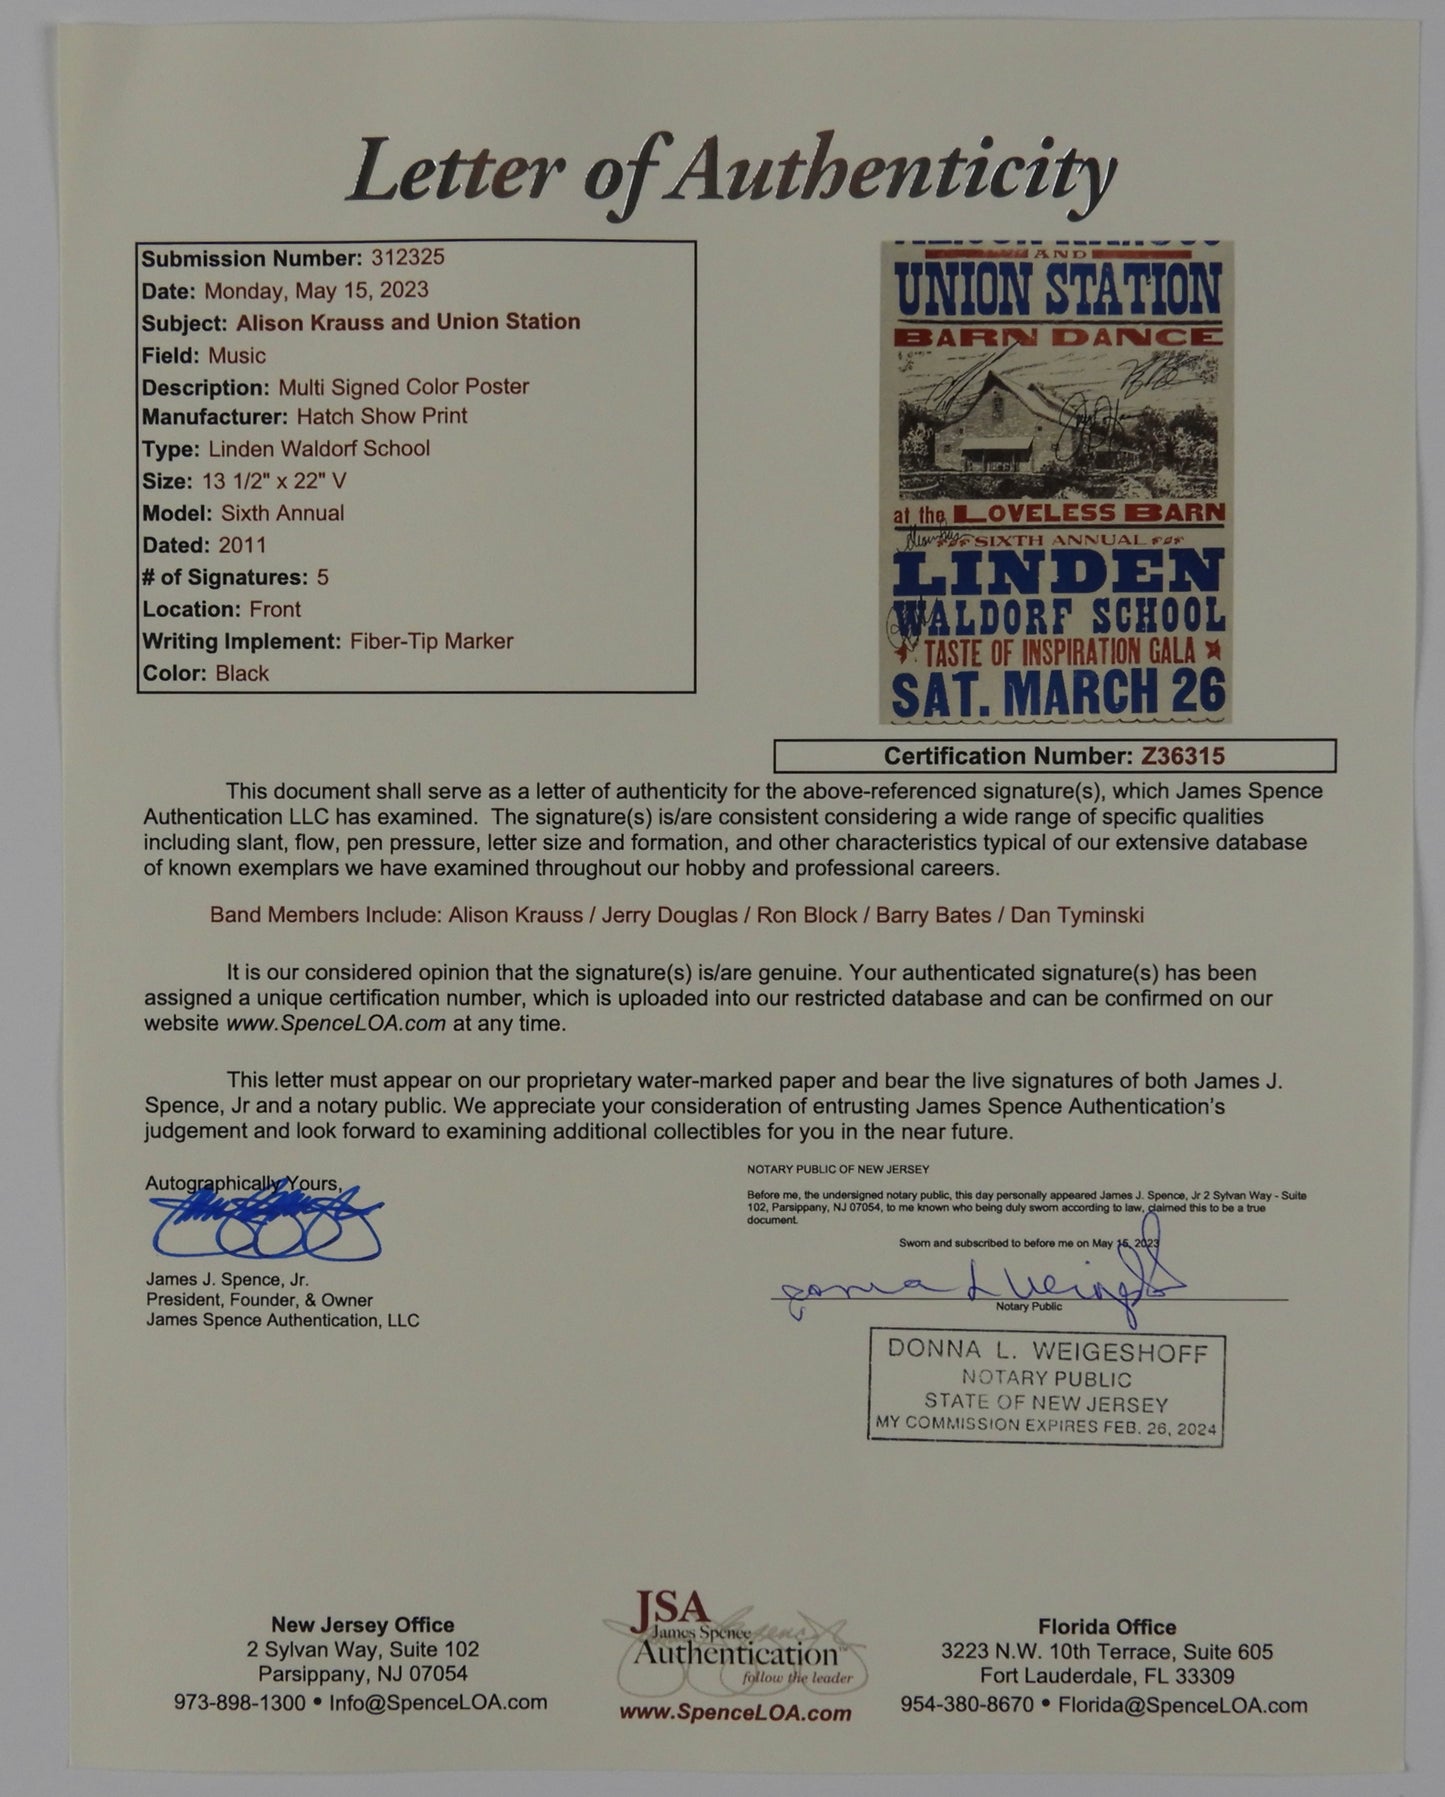 Letter of Authenticity
Submission Number: 312325
Date: Monday, May 15, 2023
Subject: Alison Krauss and Union Station
Field: Music
Description: Multi Signed Color Poster
Manufacturer: Hatch Show Print
Type: Linden Waldorf School
Size: 13 1/2" x 22" V
Model: Sixth Annual
Dated: 2011
# of Signatures: 5
Location: Front
Writing Implement: Fiber-Tip Marker
Color: Black
AND
UNION STATION
BARN DANCE
at the LOVELESS BARN
SIXTH ANNUAL
LINDEN
WALDORF SCHOOL
TASTE OF INSPIRATION GALA
SAT. MARCH 26
Certification Number: Z36315
This document shall serve as a letter of authenticity for the above-referenced signature(s), which James Spence
Authentication LLC has examined. The signature(s) is/are consistent considering a wide range of specific qualities
including slant, flow, pen pressure, letter size and formation, and other characteristics typical of our extensive database
of known exemplars we have examined throughout our hobby and professional careers.
Band Members Include: Alison Krauss / Jerry Douglas / Ron Block / Barry Bates / Dan Tyminski
It is our considered opinion that the signature(s) is/are genuine. Your authenticated signature(s) has been
assigned a unique certification number, which is uploaded into our restricted database and can be confirmed on our
website www.SpenceLOA.com at any time.
This letter must appear on our proprietary water-marked paper and bear the live signatures of both James J.
Spence, Jr and a notary public. We appreciate your consideration of entrusting James Spence Authentication's
judgement and look forward to examining additional collectibles for you in the near future.
Autographically Yours,
James J. Spence, Jr.
President, Founder, & Owner
James Spence Authentication, LLC
NOTARY PUBLIC OF NEW JERSEY
Before me, the undersigned notary public, this day personally appeared James J. Spence, Jr 2 Sylvan Way - Suite
102, Parsippany, NJ 07054, to me known who being duly sworn according to law, claimed this to be a true
document.
Sworn and subscribed to before me on May 15, 2023
Notary Public
DONNA L. WEIGESHOFF
NOTARY PUBLIC
STATE OF NEW JERSEY
MY COMMISSION EXPIRES FEB. 26, 2024
New Jersey Office
2 Sylvan Way, Suite 102
Parsippany, NJ 07054
973-898-1300 • Info@SpenceLOA.com
JSA
James Spence
Authentication™
follow the leader
www.SpenceLOA.com
Florida Office
3223 N.W. 10th Terrace, Suite 605
Fort Lauderdale, FL 33309
954-380-8670 • Florida@SpenceLOA.com